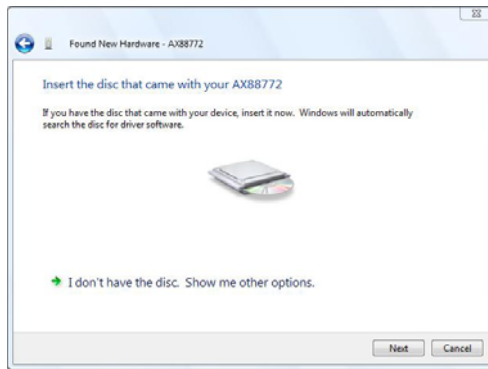 Found New Hardware - AX88772
Insert the disc that came with your AX88772
If you have the disc that came with your device, insert it now. Windows will automatically
search the disc for driver software.
I don't have the disc. Show me other options.
Next Cancel